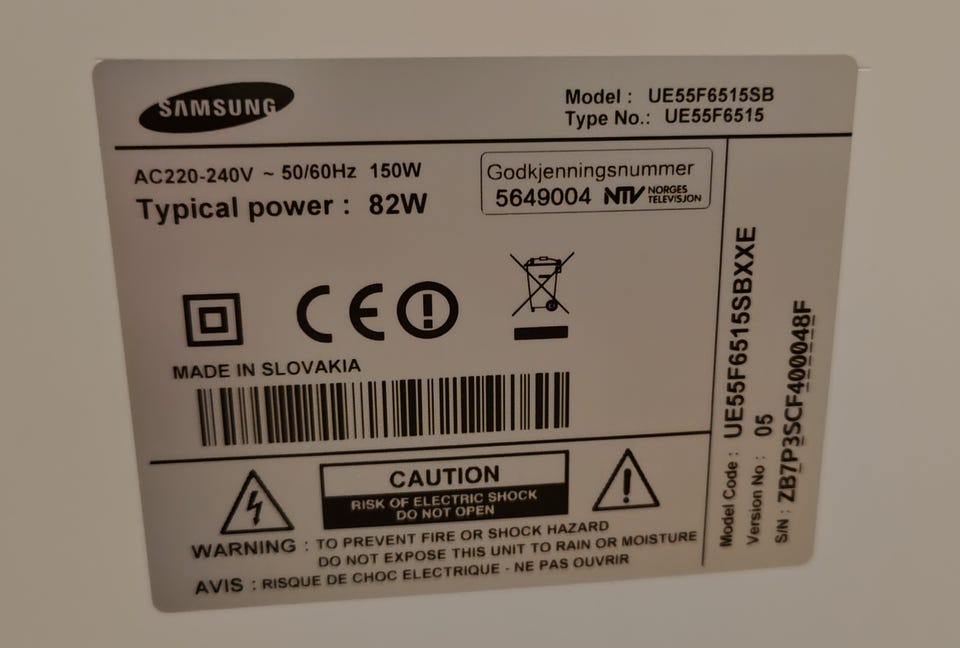 SAMSUNG
Model : UE55F6515SB
Type No.: UE55F6515
AC220-240V ~ 50/60Hz 150W
Typical power : 82W
Godkjenningsnummer
5649004 NTV NORGES TELEVISJON
CE
MADE IN SLOVAKIA
CAUTION
RISK OF ELECTRIC SHOCK
DO NOT OPEN
WARNING : TO PREVENT FIRE OR SHOCK HAZARD
DO NOT EXPOSE THIS UNIT TO RAIN OR MOISTURE
AVIS : RISQUE DE CHOC ELECTRIQUE - NE PAS OUVRIR
Model Code : UE55F6515SBXXE
Version No : 05
S/N : ZB7P3SCF400048F